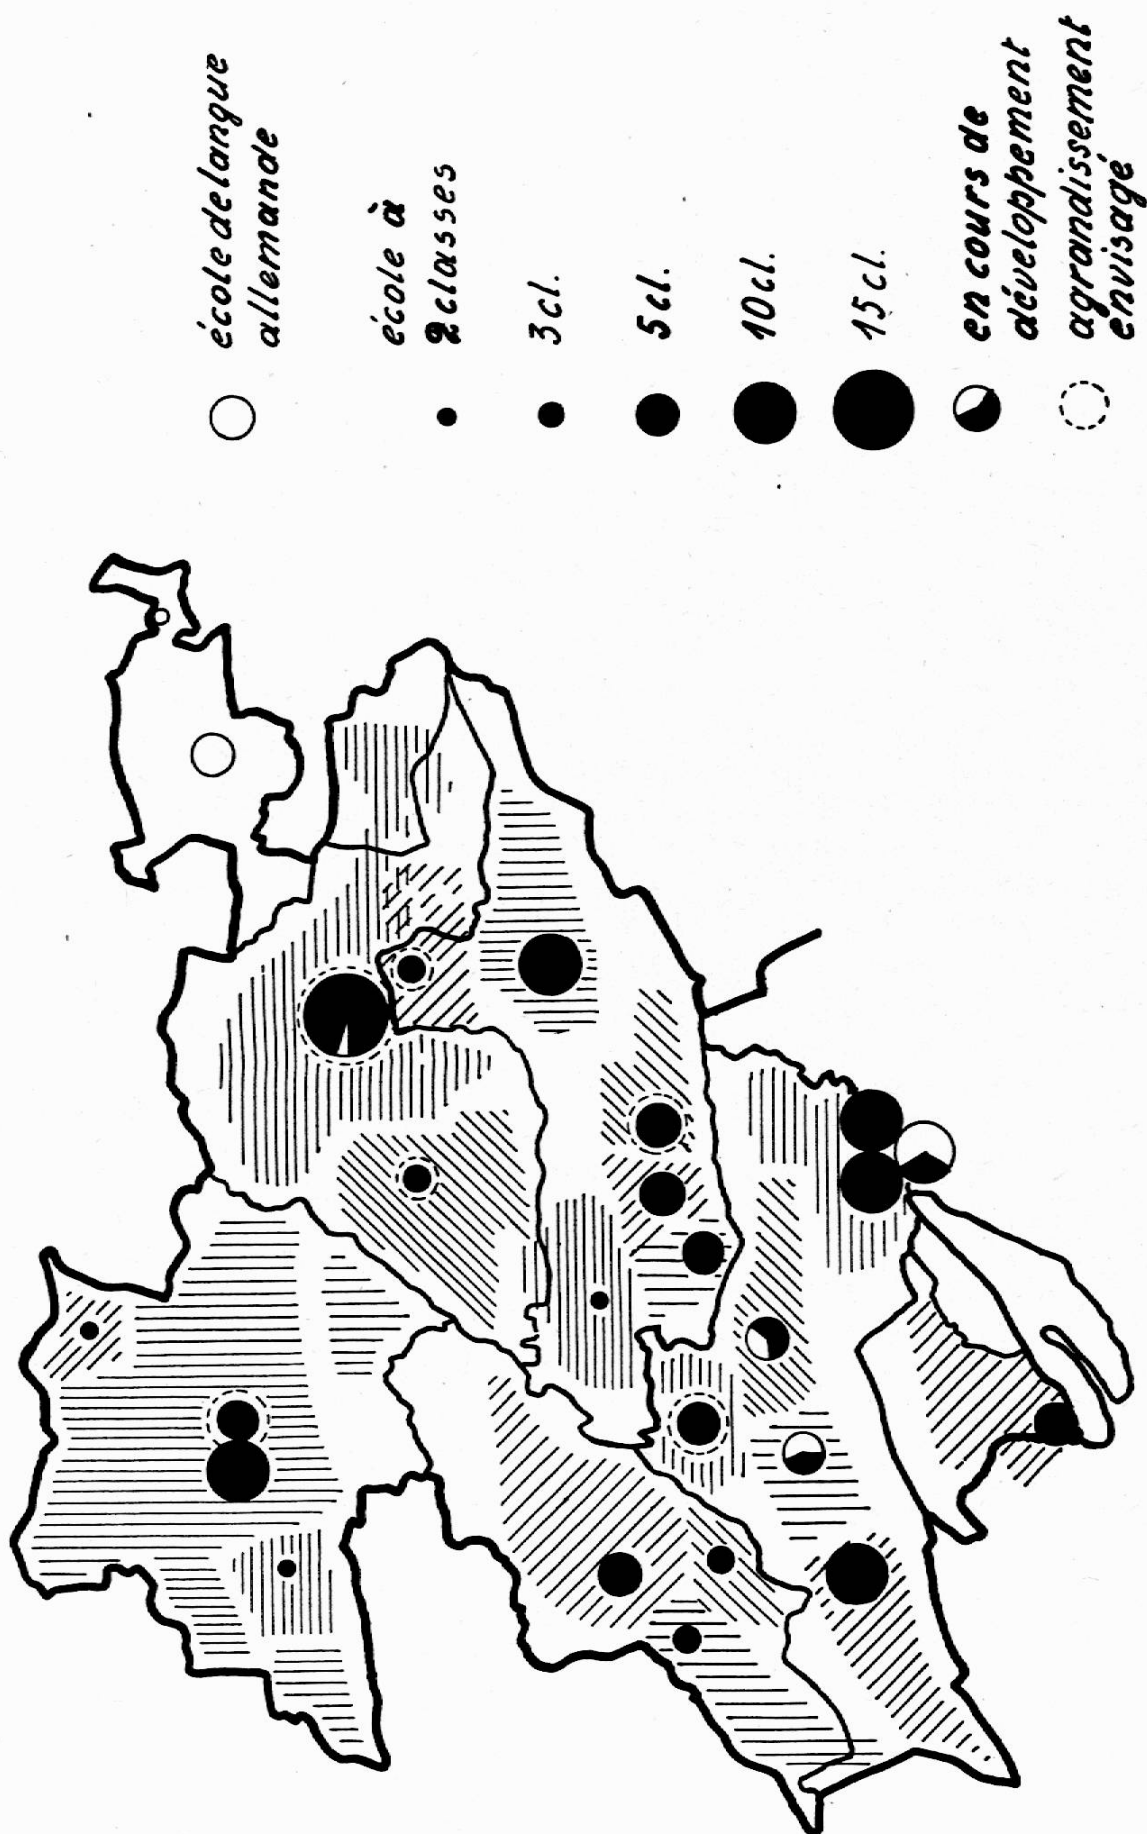 école de langue
allemande
école à
2 classes
3 cl.
5 cl.
10 cl.
15 cl.
en cours de
développement
agrandissement
envisagé